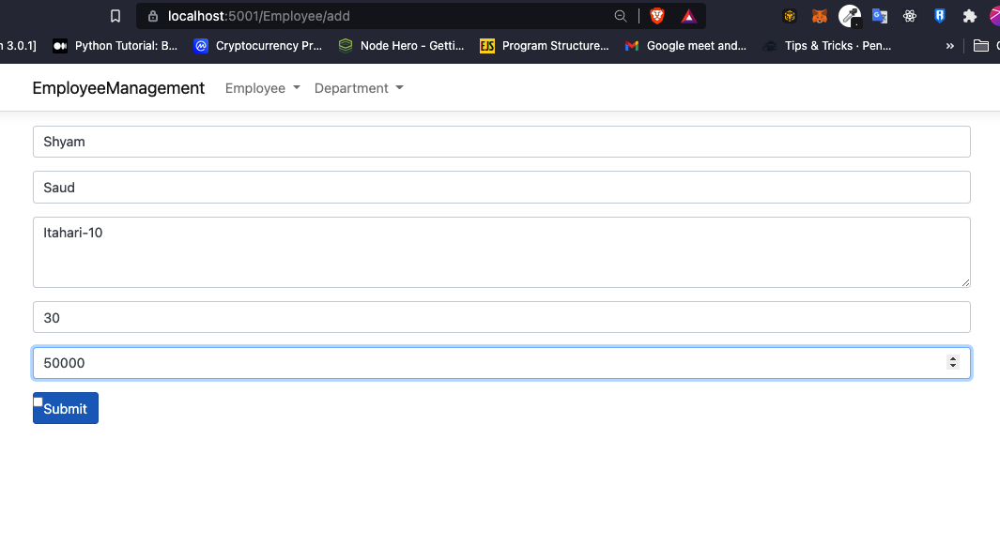 localhost:5001/Employee/add
n 3.0.1] Python Tutorial: B... Cryptocurrency Pr... Node Hero - Getti... EJS Program Structure... Google meet and... Tips & Tricks · Pen... »
EmployeeManagement Employee Department
Shyam
Saud
Itahari-10
30
50000
Submit